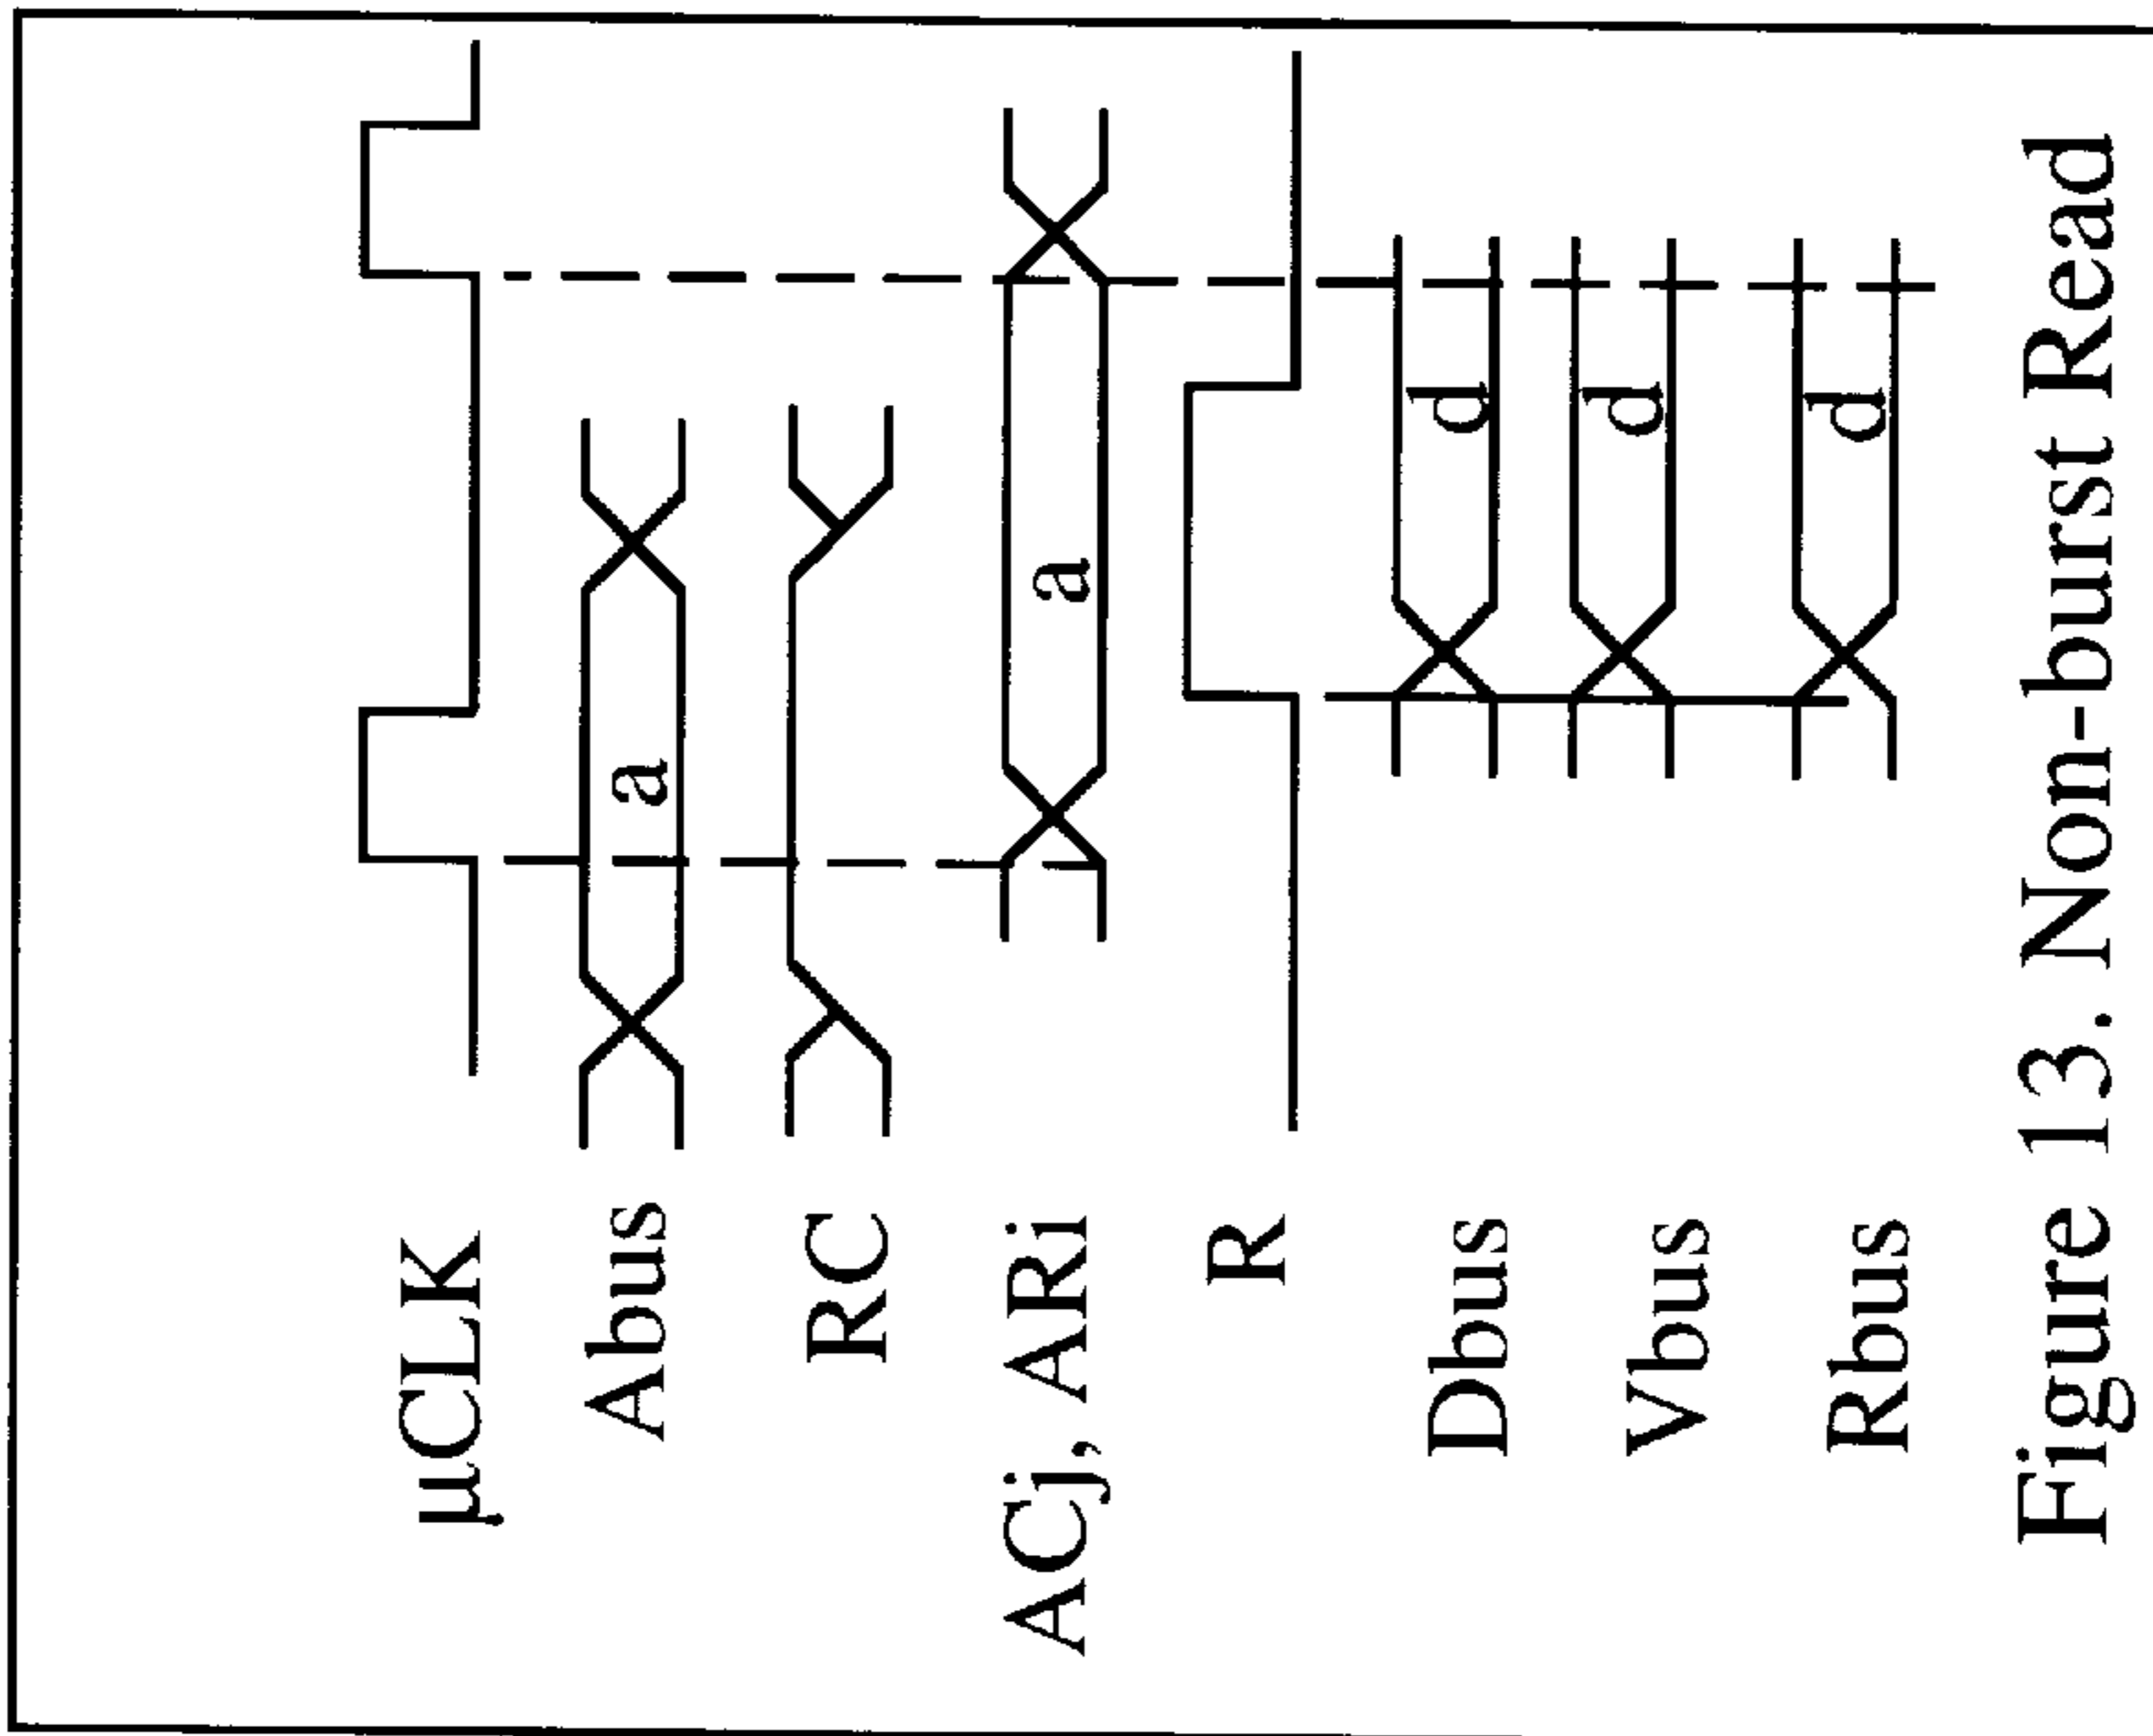 µCLK
Abus
a
RC
ACj, ARi
a
R
Dbus
d
Vbus
d
Rbus
d
Figure 13. Non-burst Read